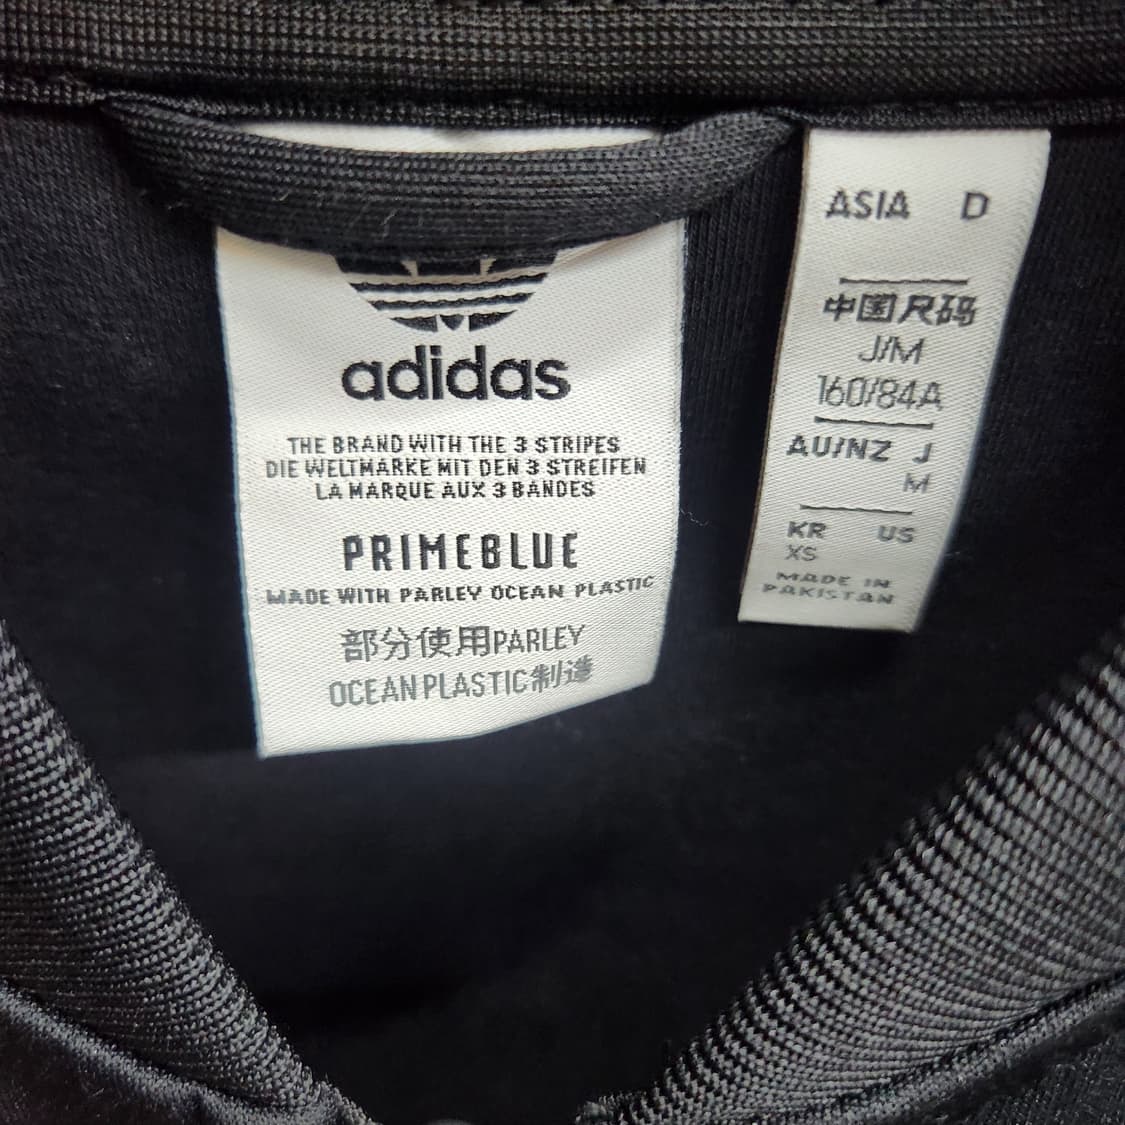 adidas
THE BRAND WITH THE 3 STRIPES
DIE WELTMARKE MIT DEN 3 STREIFEN
LA MARQUE AUX 3 BANDES
PRIMEBLUE
MADE WITH PARLEY OCEAN PLASTIC
部分使用PARLEY
OCEAN PLASTIC制造
ASIA D
中国尺码
J/M
160/84A
AU/NZ J
M
KR US
XS
MADE IN
PAKISTAN